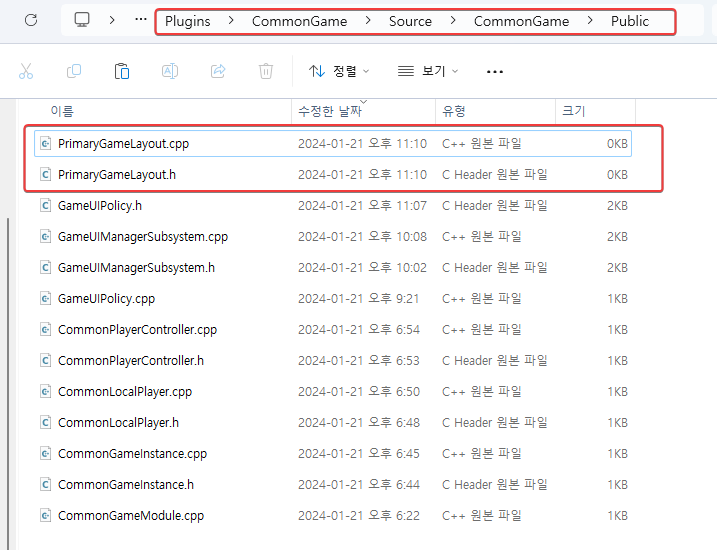 ··· > Plugins > CommonGame > Source > CommonGame > Public
정렬 보기 ···
이름 수정한 날짜 유형 크기
PrimaryGameLayout.cpp 2024-01-21 오후 11:10 C++ 원본 파일 0KB
PrimaryGameLayout.h 2024-01-21 오후 11:10 C Header 원본 파일 0KB
GameUIPolicy.h 2024-01-21 오후 11:07 C Header 원본 파일 2KB
GameUIManagerSubsystem.cpp 2024-01-21 오후 10:08 C++ 원본 파일 2KB
GameUIManagerSubsystem.h 2024-01-21 오후 10:02 C Header 원본 파일 2KB
GameUIPolicy.cpp 2024-01-21 오후 9:21 C++ 원본 파일 1KB
CommonPlayerController.cpp 2024-01-21 오후 6:54 C++ 원본 파일 1KB
CommonPlayerController.h 2024-01-21 오후 6:53 C Header 원본 파일 1KB
CommonLocalPlayer.cpp 2024-01-21 오후 6:50 C++ 원본 파일 1KB
CommonLocalPlayer.h 2024-01-21 오후 6:48 C Header 원본 파일 1KB
CommonGameInstance.cpp 2024-01-21 오후 6:45 C++ 원본 파일 1KB
CommonGameInstance.h 2024-01-21 오후 6:44 C Header 원본 파일 1KB
CommonGameModule.cpp 2024-01-21 오후 6:22 C++ 원본 파일 1KB